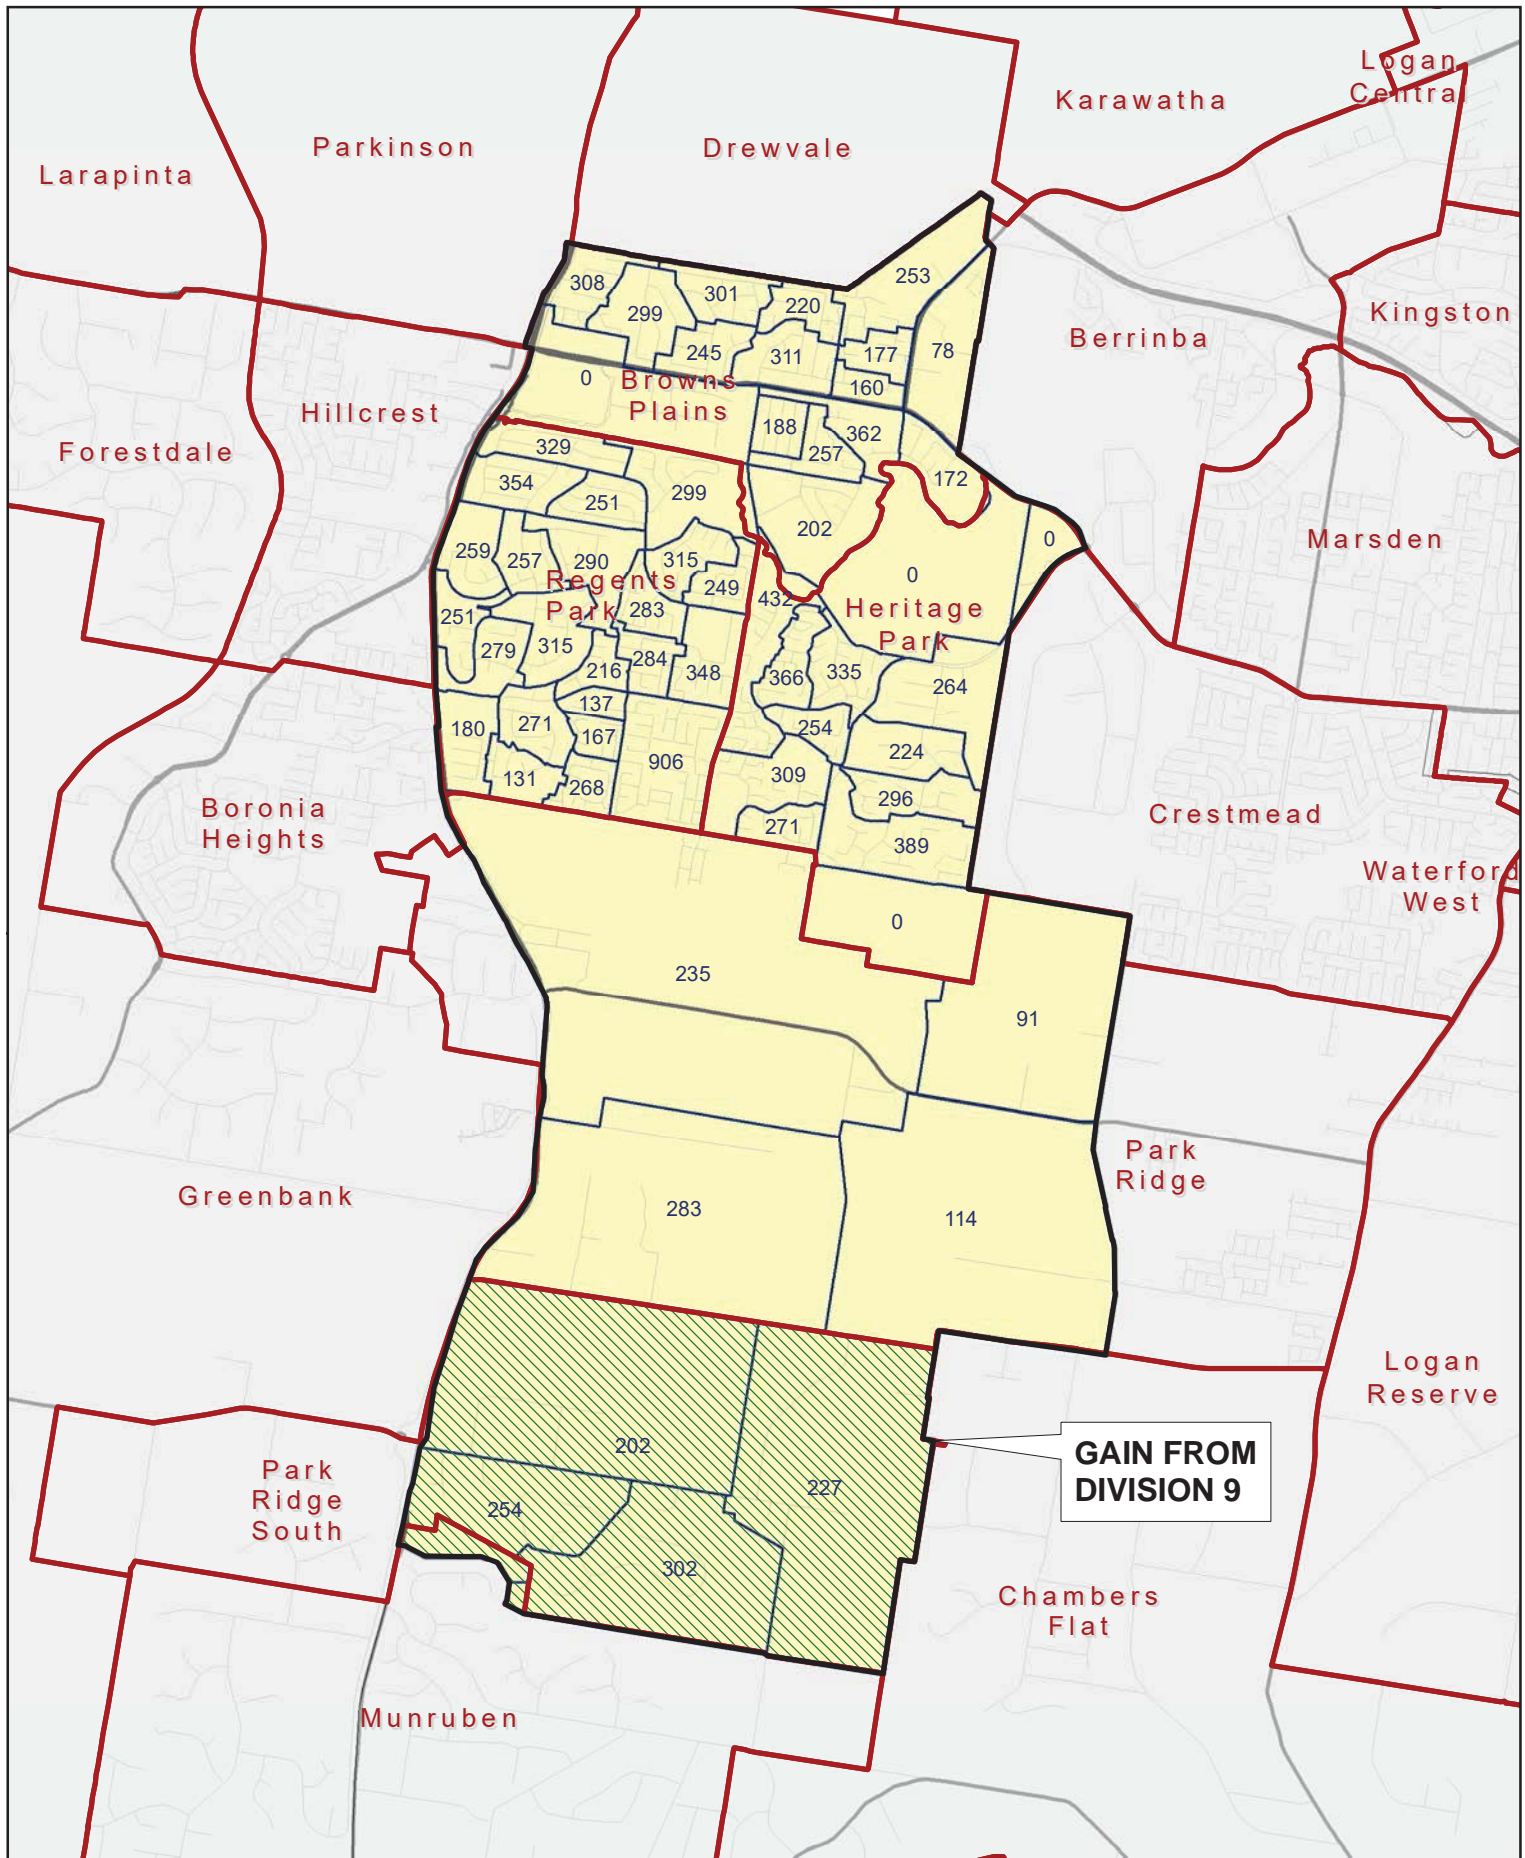 Logan
Central
Karawatha
Parkinson
Drewvale
Larapinta
253
308
301
220
299
Kingston
Berrinba
245
311
177
78
0
Browns
Plains
160
Hillcrest
188
362
Forestdale
329
257
172
354
251
299
202
0
Marsden
259
257
290
315
0
Regents
Park
249
432
283
Heritage
Park
251
279
315
216
284
348
366
335
264
137
180
271
167
254
224
906
131
268
309
296
Boronia
Heights
271
389
Crestmead
Waterford
West
0
235
91
Park
Ridge
Greenbank
283
114
Logan
Reserve
202
GAIN FROM
DIVISION 9
Park
Ridge
South
227
254
302
Chambers
Flat
Munruben